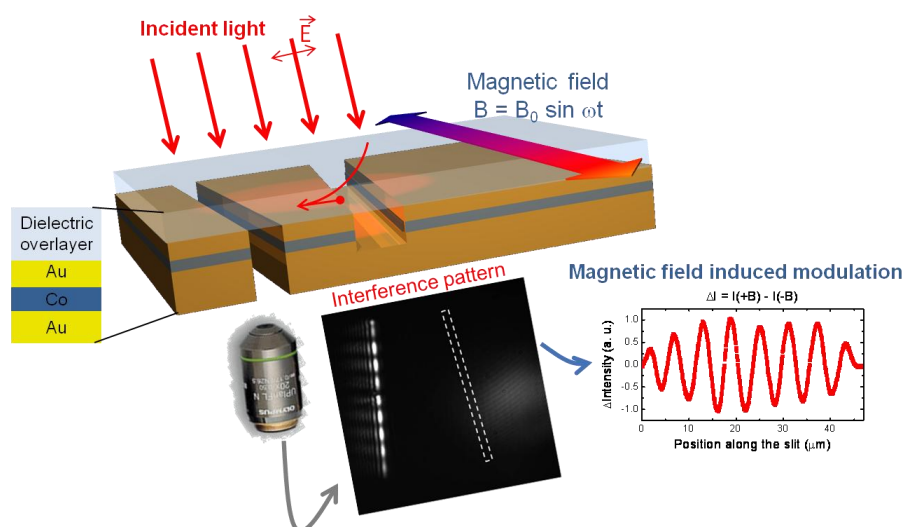 Incident light
E
Magnetic field
B = B₀ sin ωt
Dielectric
overlayer
Au
Co
Au
Interference pattern
UPlanFL N
OLYMPUS
Magnetic field induced modulation
ΔI = I(+B) - I(-B)
ΔIntensity (a. u.)
1.0
0.5
0.0
-0.5
-1.0
0 10 20 30 40
Position along the slit (μm)